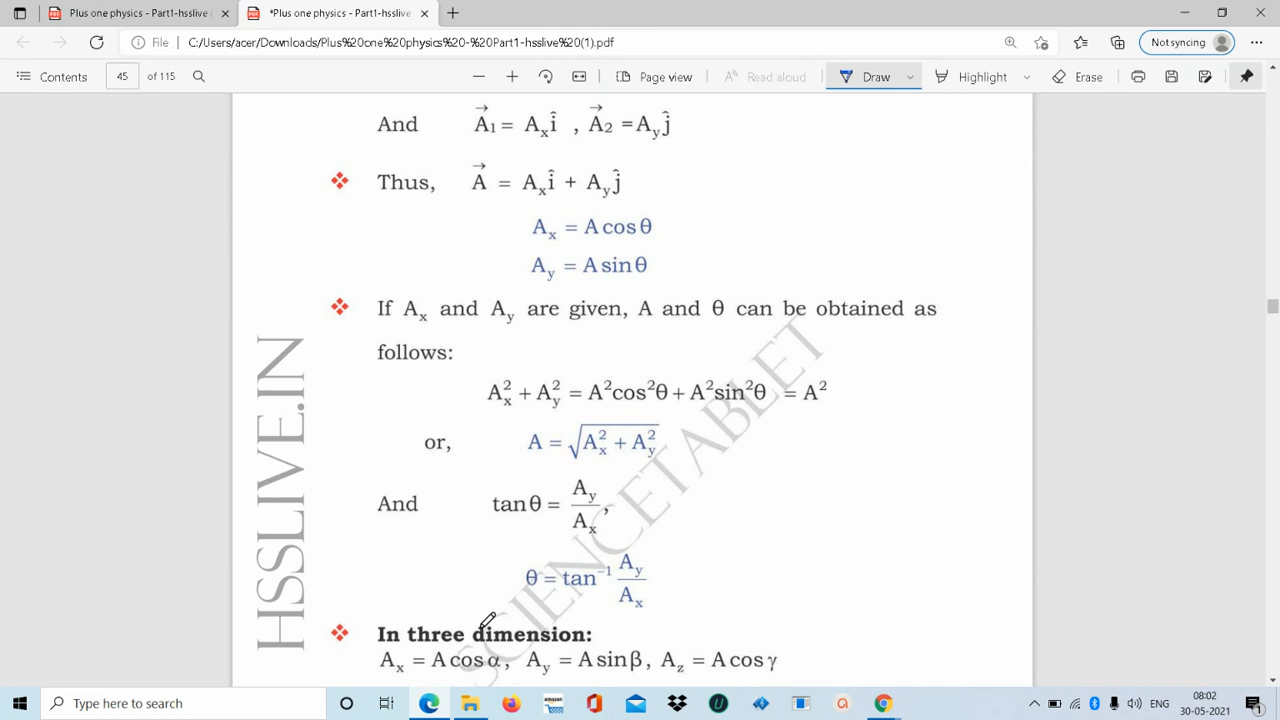 Plus one physics - Part1-hsslive (
*Plus one physics - Part1-hsslive
File
C:/Users/acer/Downloads/Plus%20one%20physics%20-%20Part1-hsslive%20(1).pdf
Not syncing
Contents
45
of 115
Page view
Read aloud
Draw
Highlight
Erase
And A⃗₁ = Aₓî , A⃗₂ = A_y ĵ
❖ Thus, A⃗ = Aₓî + A_y ĵ
Aₓ = A cos θ
A_y = A sin θ
❖ If Aₓ and A_y are given, A and θ can be obtained as
follows:
Aₓ² + A_y² = A²cos²θ + A²sin²θ = A²
or, A = √(Aₓ² + A_y²)
And tan θ = A_y / Aₓ,
θ = tan⁻¹ A_y / Aₓ
❖ In three dimension:
Aₓ = A cos α, A_y = A sin β, A_z = A cos γ
HSSLIVE.IN
SCIENCETABLET
Type here to search
amazon
ENG
08:02
30-05-2021
1